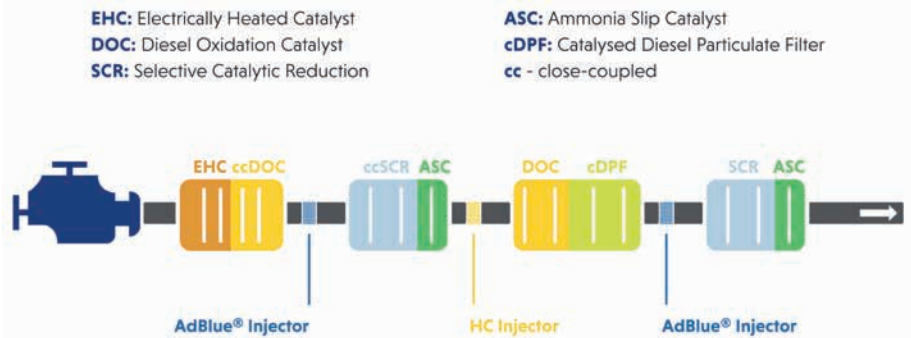 EHC: Electrically Heated Catalyst
DOC: Diesel Oxidation Catalyst
SCR: Selective Catalytic Reduction
ASC: Ammonia Slip Catalyst
cDPF: Catalysed Diesel Particulate Filter
cc - close-coupled
EHC ccDOC ccSCR ASC DOC cDPF SCR ASC
AdBlue® Injector HC Injector AdBlue® Injector